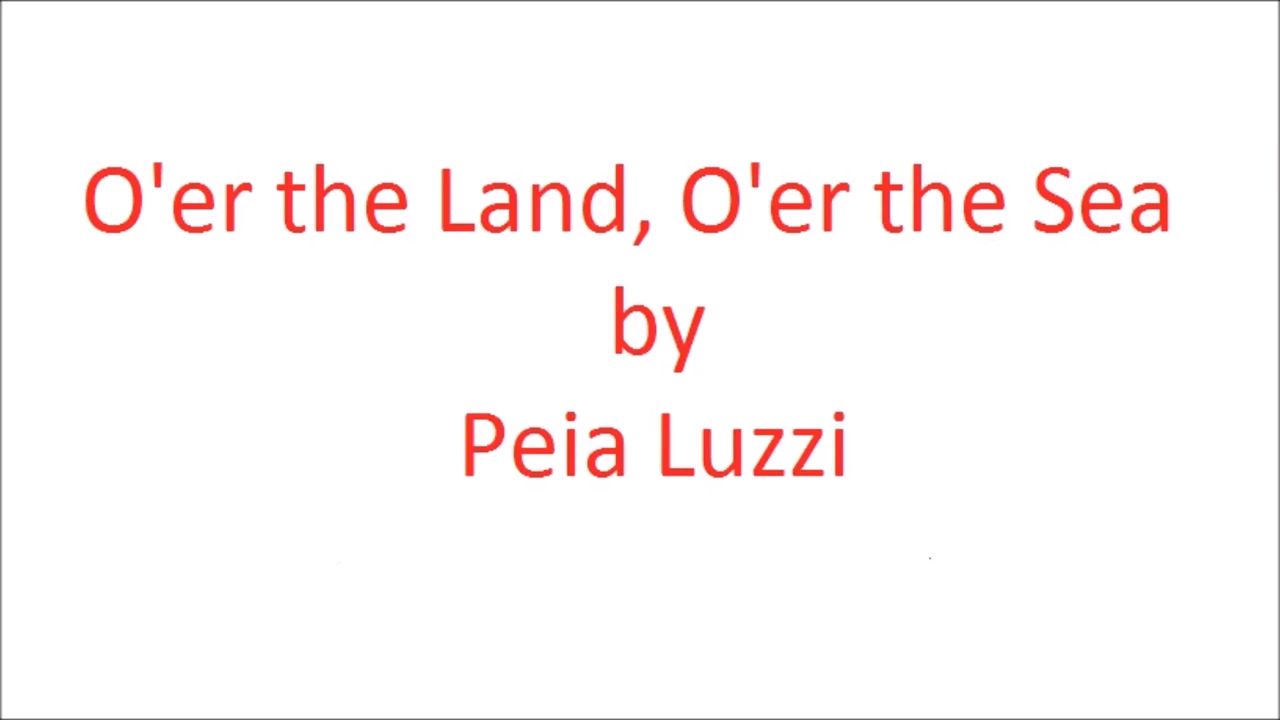 O'er the Land, O'er the Sea
by
Peia Luzzi